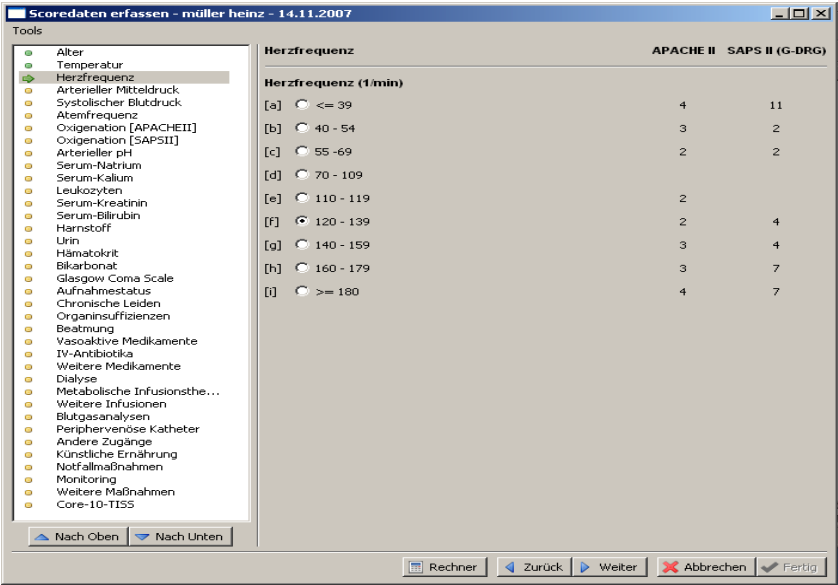 Scoredaten erfassen - müller heinz - 14.11.2007
Tools
Alter
Temperatur
Herzfrequenz
Arterieller Mitteldruck
Systolischer Blutdruck
Atemfrequenz
Oxigenation [APACHEII]
Oxigenation [SAPSII]
Arterieller pH
Serum-Natrium
Serum-Kalium
Leukozyten
Serum-Kreatinin
Serum-Bilirubin
Harnstoff
Urin
Hämatokrit
Bikarbonat
Glasgow Coma Scale
Aufnahmestatus
Chronische Leiden
Organinsuffizienzen
Beatmung
Vasoaktive Medikamente
IV-Antibiotika
Weitere Medikamente
Dialyse
Metabolische Infusionsthe...
Weitere Infusionen
Blutgasanalysen
Periphervenöse Katheter
Andere Zugänge
Künstliche Ernährung
Notfallmaßnahmen
Monitoring
Weitere Maßnahmen
Core-10-TISS
Nach Oben Nach Unten
Herzfrequenz APACHE II SAPS II (G-DRG)
Herzfrequenz (1/min)
[a] <= 39 4 11
[b] 40 - 54 3 2
[c] 55 -69 2 2
[d] 70 - 109
[e] 110 - 119 2
[f] 120 - 139 2 4
[g] 140 - 159 3 4
[h] 160 - 179 3 7
[i] >= 180 4 7
Rechner Zurück Weiter Abbrechen Fertig